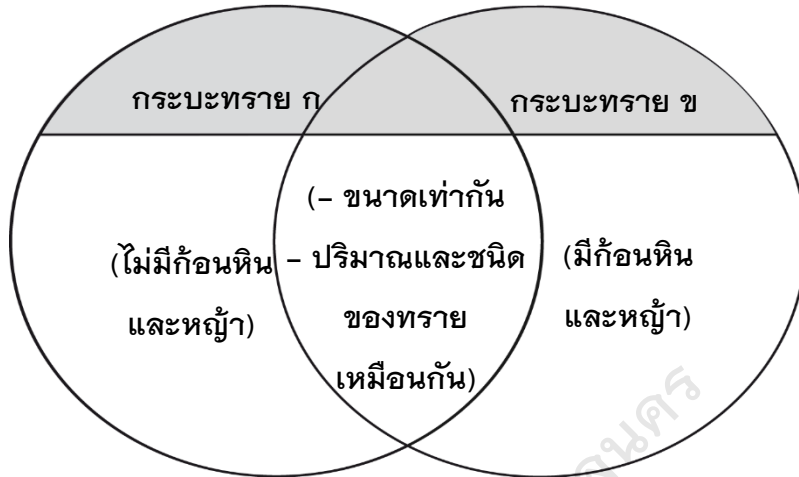 กระบะทราย ก
กระบะทราย ข
(ไม่มีก้อนหิน
และหญ้า)
(– ขนาดเท่ากัน
– ปริมาณและชนิด
ของทราย
เหมือนกัน)
(มีก้อนหิน
และหญ้า)